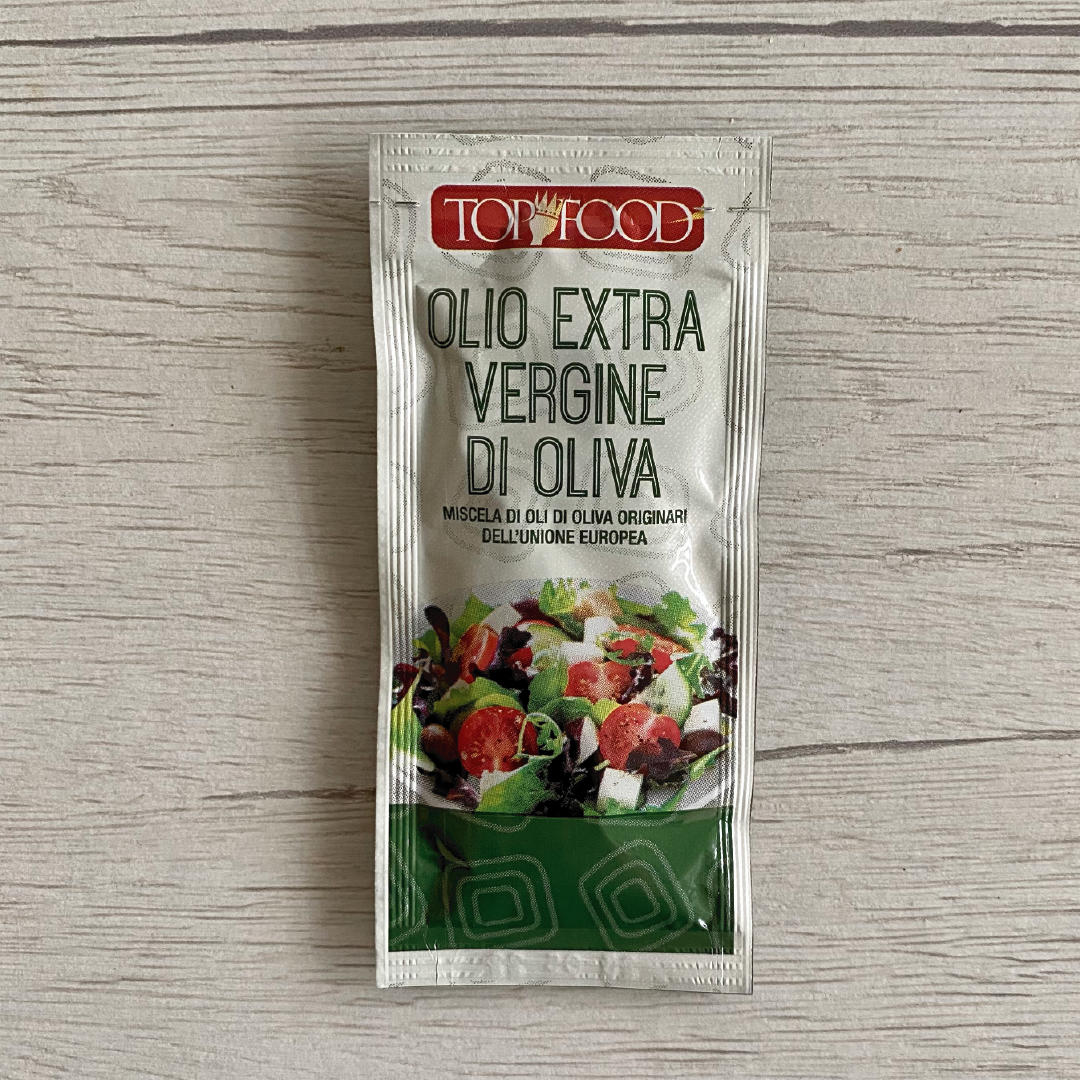 TOP FOOD
OLIO EXTRA
VERGINE
DI OLIVA
MISCELA DI OLI DI OLIVA ORIGINARI
DELL'UNIONE EUROPEA